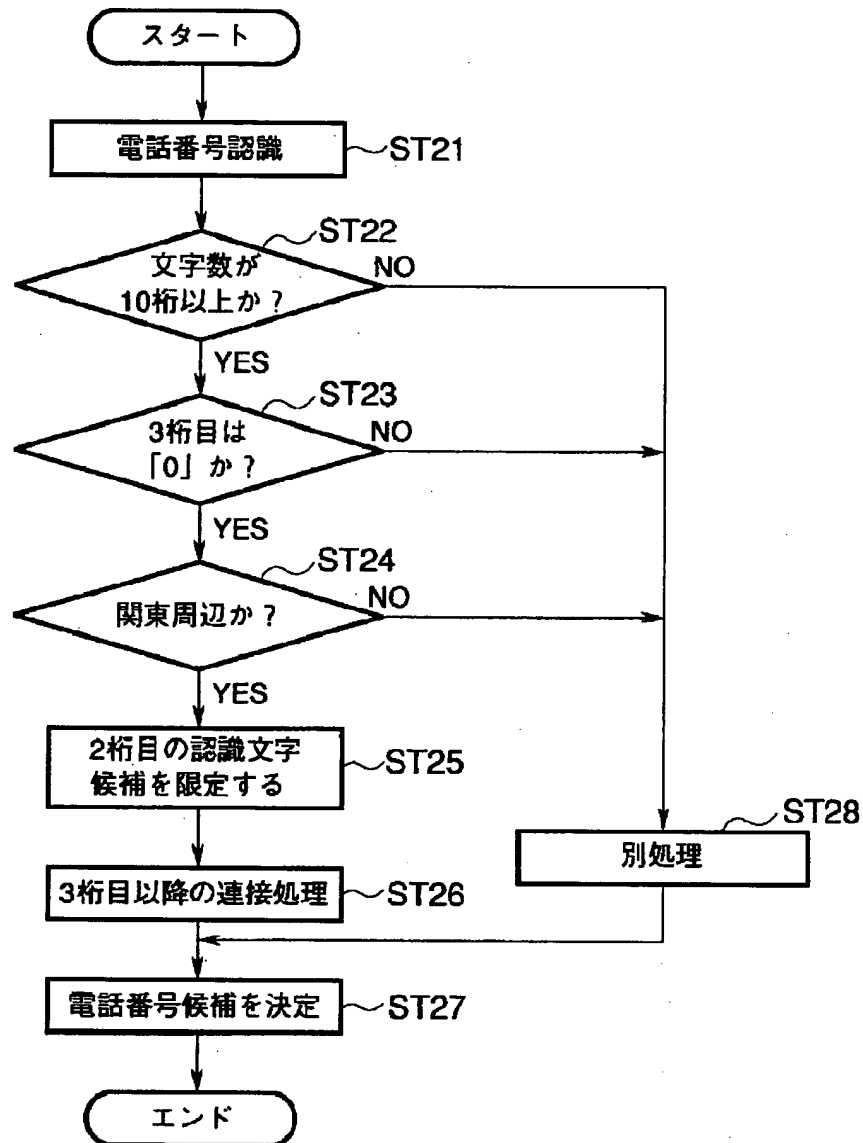 スタート
電話番号認識
ST21
ST22
文字数が
10桁以上か?
NO
YES
ST23
3桁目は
「0」か?
NO
YES
ST24
関東周辺か?
NO
YES
2桁目の認識文字
候補を限定する
ST25
ST28
別処理
3桁目以降の連接処理
ST26
電話番号候補を決定
ST27
エンド